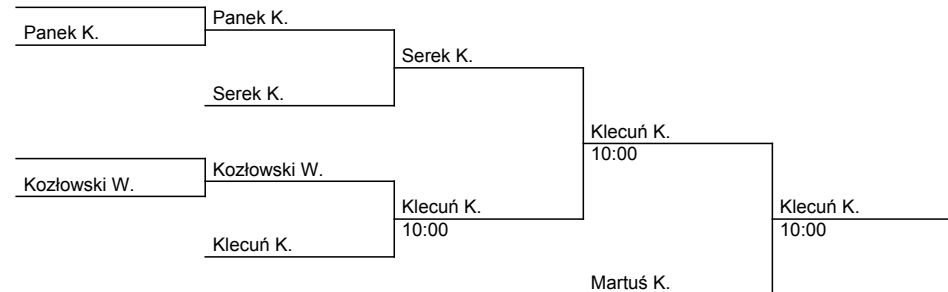 Panek K.
Panek K.
Serek K.
Serek K.
Klecuń K.
10:00
Kozłowski W.
Kozłowski W.
Klecuń K.
10:00
Klecuń K.
Klecuń K.
10:00
Martuś K.